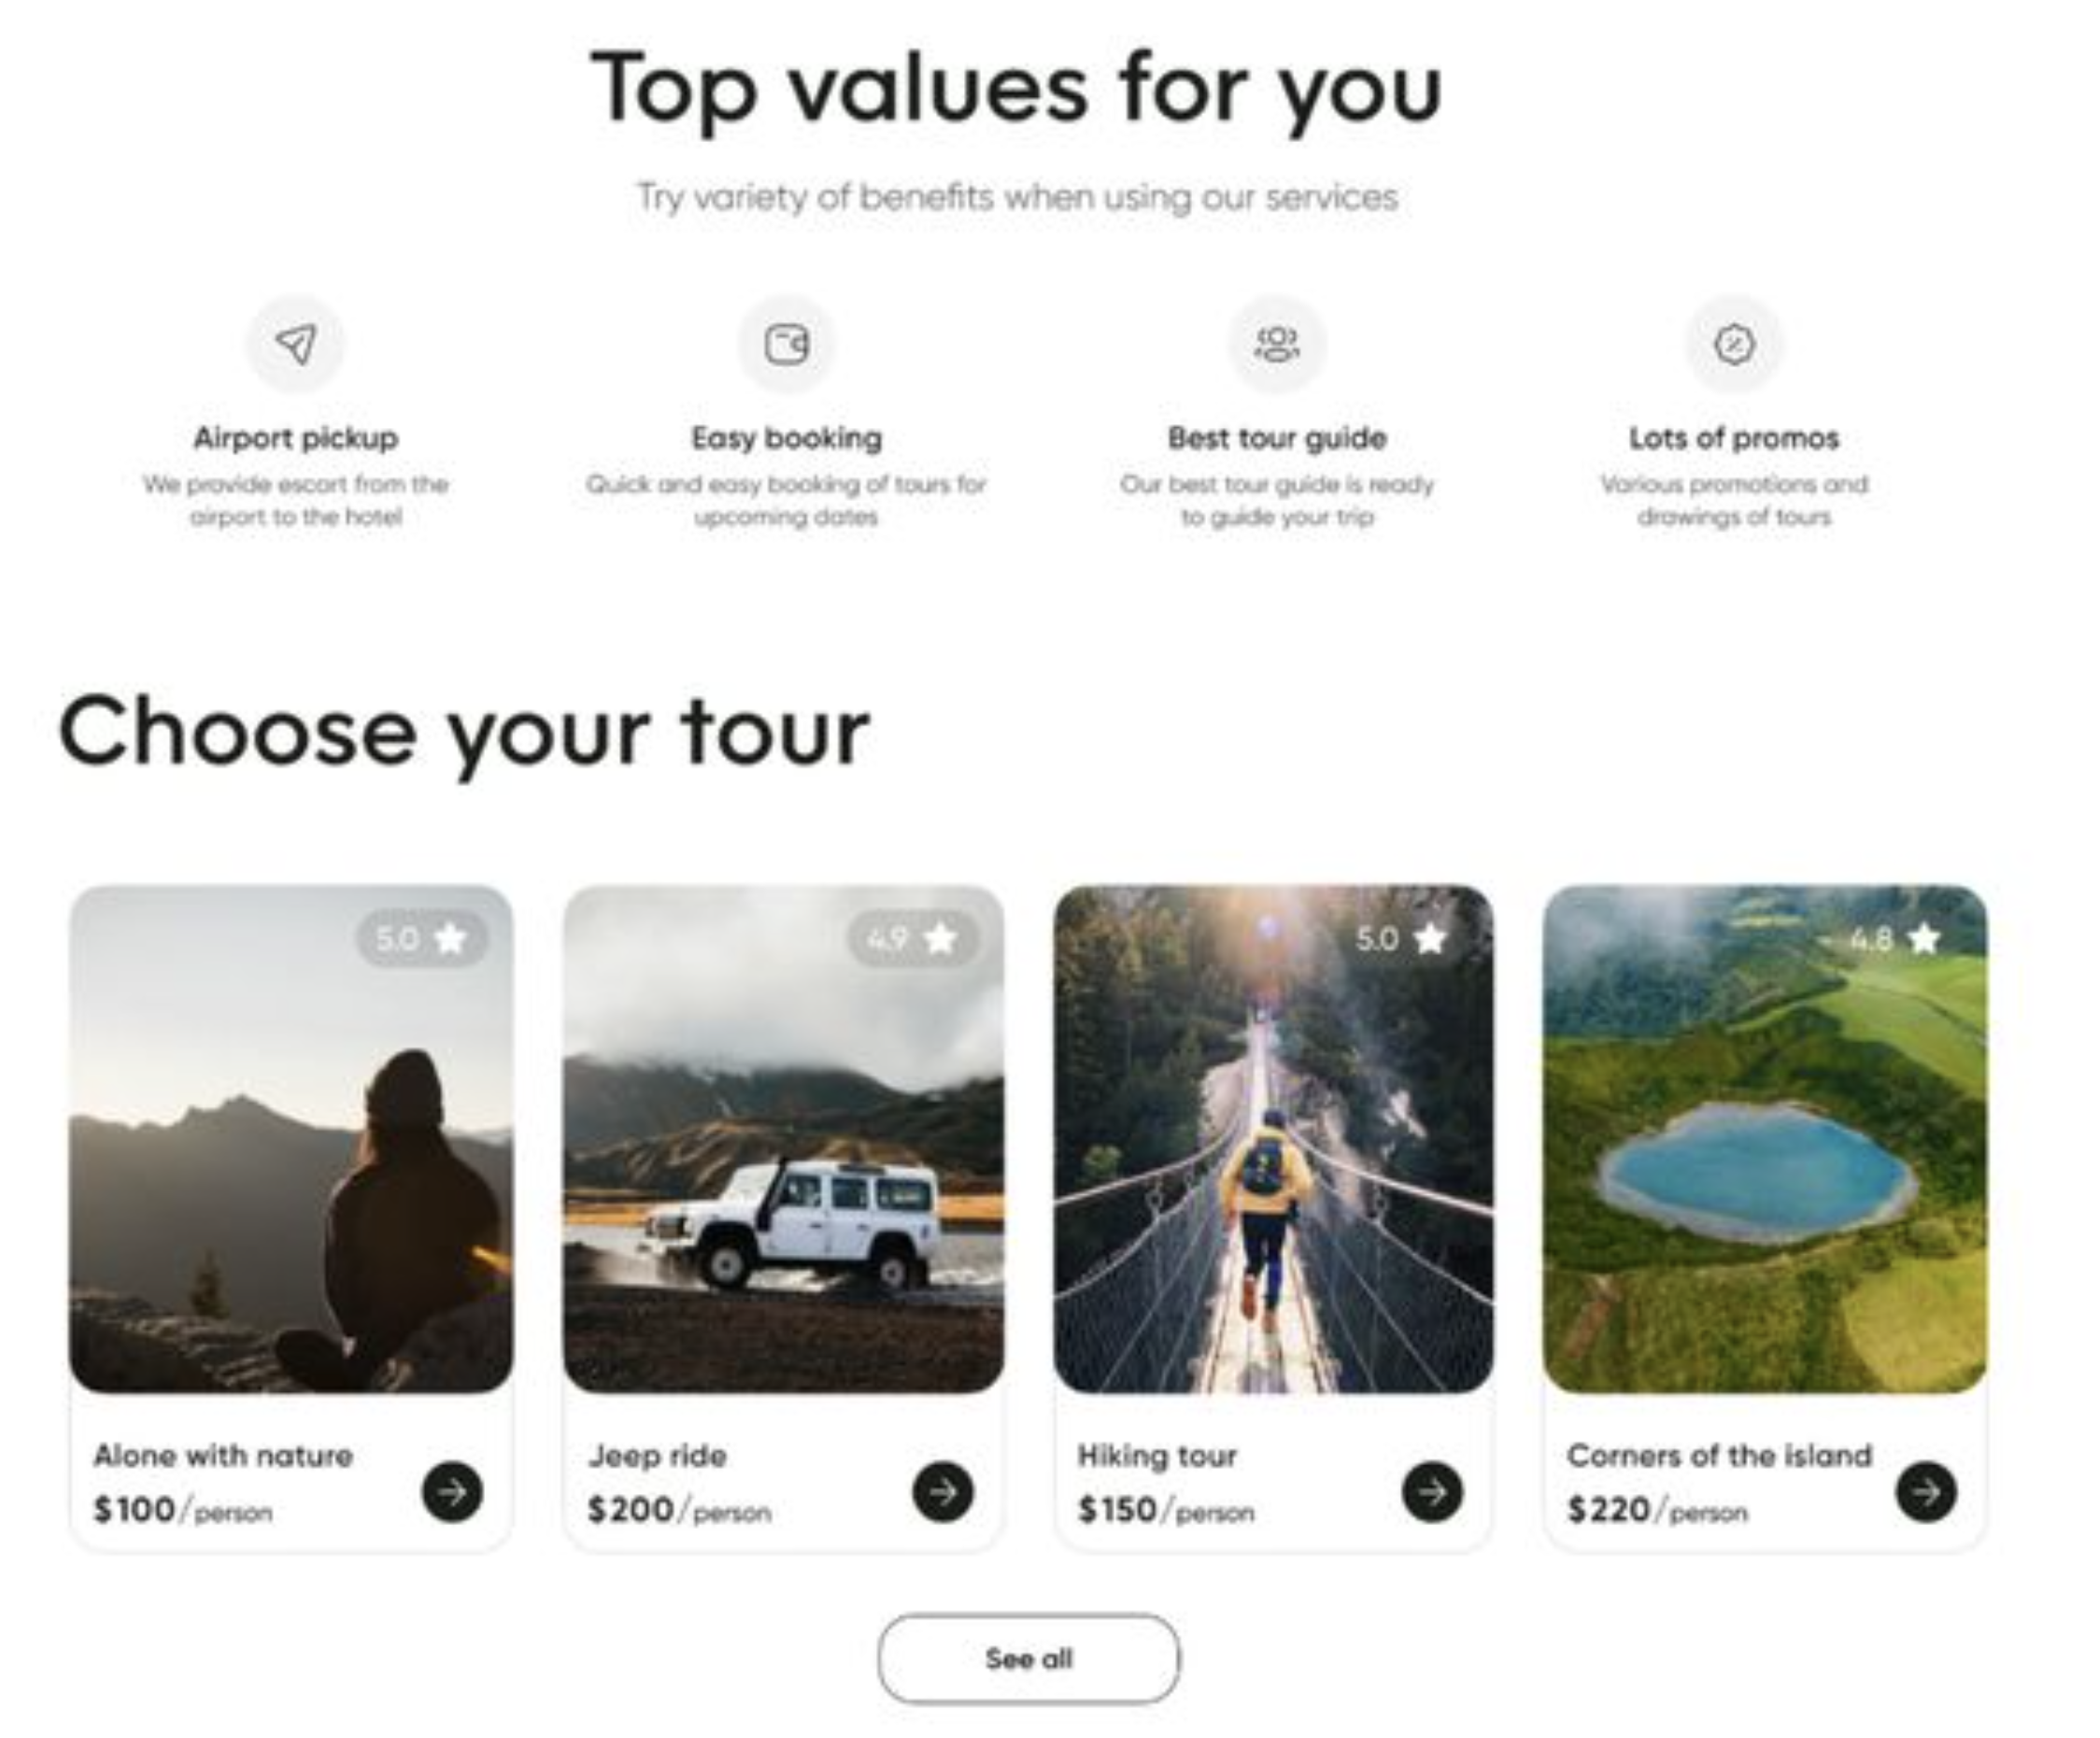 Top values for you
Try variety of benefits when using our services
Airport pickup
We provide escort from the
airport to the hotel
Easy booking
Quick and easy booking of tours for
upcoming dates
Best tour guide
Our best tour guide is ready
to guide your trip
Lots of promos
Various promotions and
drawings of tours
Choose your tour
5.0
4.9
5.0
4.8
Alone with nature
$100/person
Jeep ride
$200/person
Hiking tour
$150/person
Corners of the island
$220/person
See all